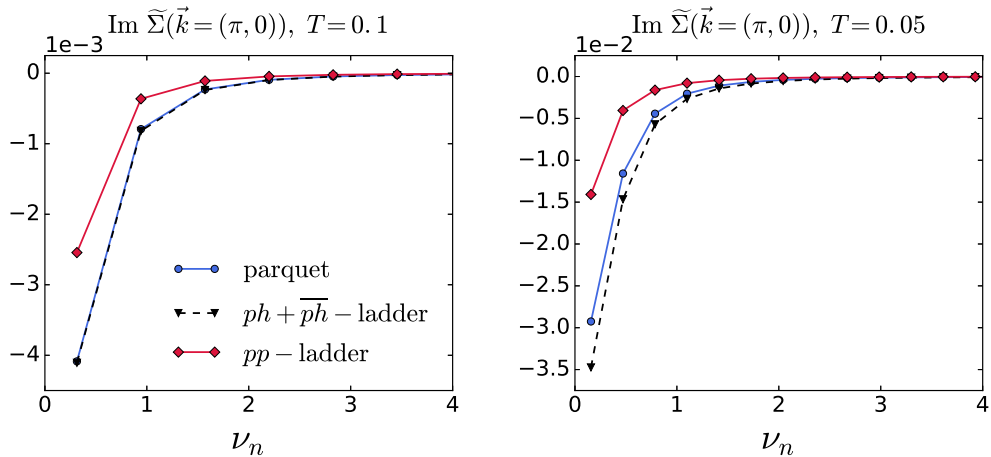 Im Σ̃(k⃗ = (π, 0)), T = 0.1
1e−3
0
−1
−2
−3
−4
0 1 2 3 4
ν_n
parquet
ph + p̅h̅ − ladder
pp − ladder
Im Σ̃(k⃗ = (π, 0)), T = 0.05
1e−2
0.0
−0.5
−1.0
−1.5
−2.0
−2.5
−3.0
−3.5
0 1 2 3 4
ν_n